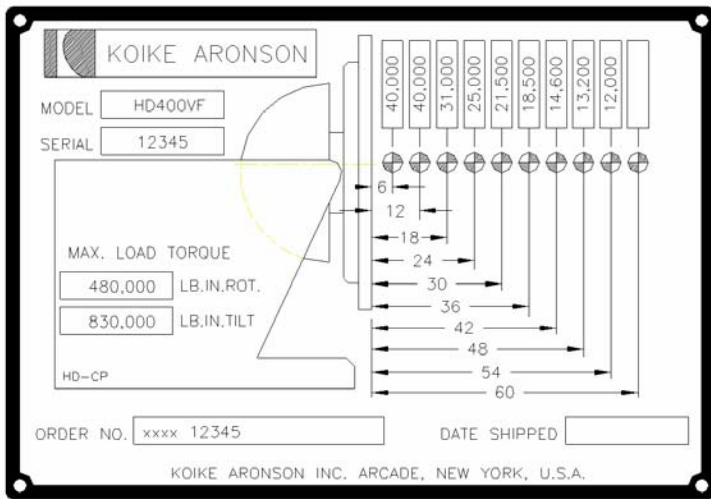 KOIKE ARONSON
MODEL HD400VF
SERIAL 12345
40,000 40,000 31,000 25,000 21,500 18,500 14,600 13,200 12,000
6
12
18
24
30
36
42
48
54
60
MAX. LOAD TORQUE
480,000 LB.IN.ROT.
830,000 LB.IN.TILT
HD-CP
ORDER NO. xxxx 12345 DATE SHIPPED
KOIKE ARONSON INC. ARCADE, NEW YORK, U.S.A.